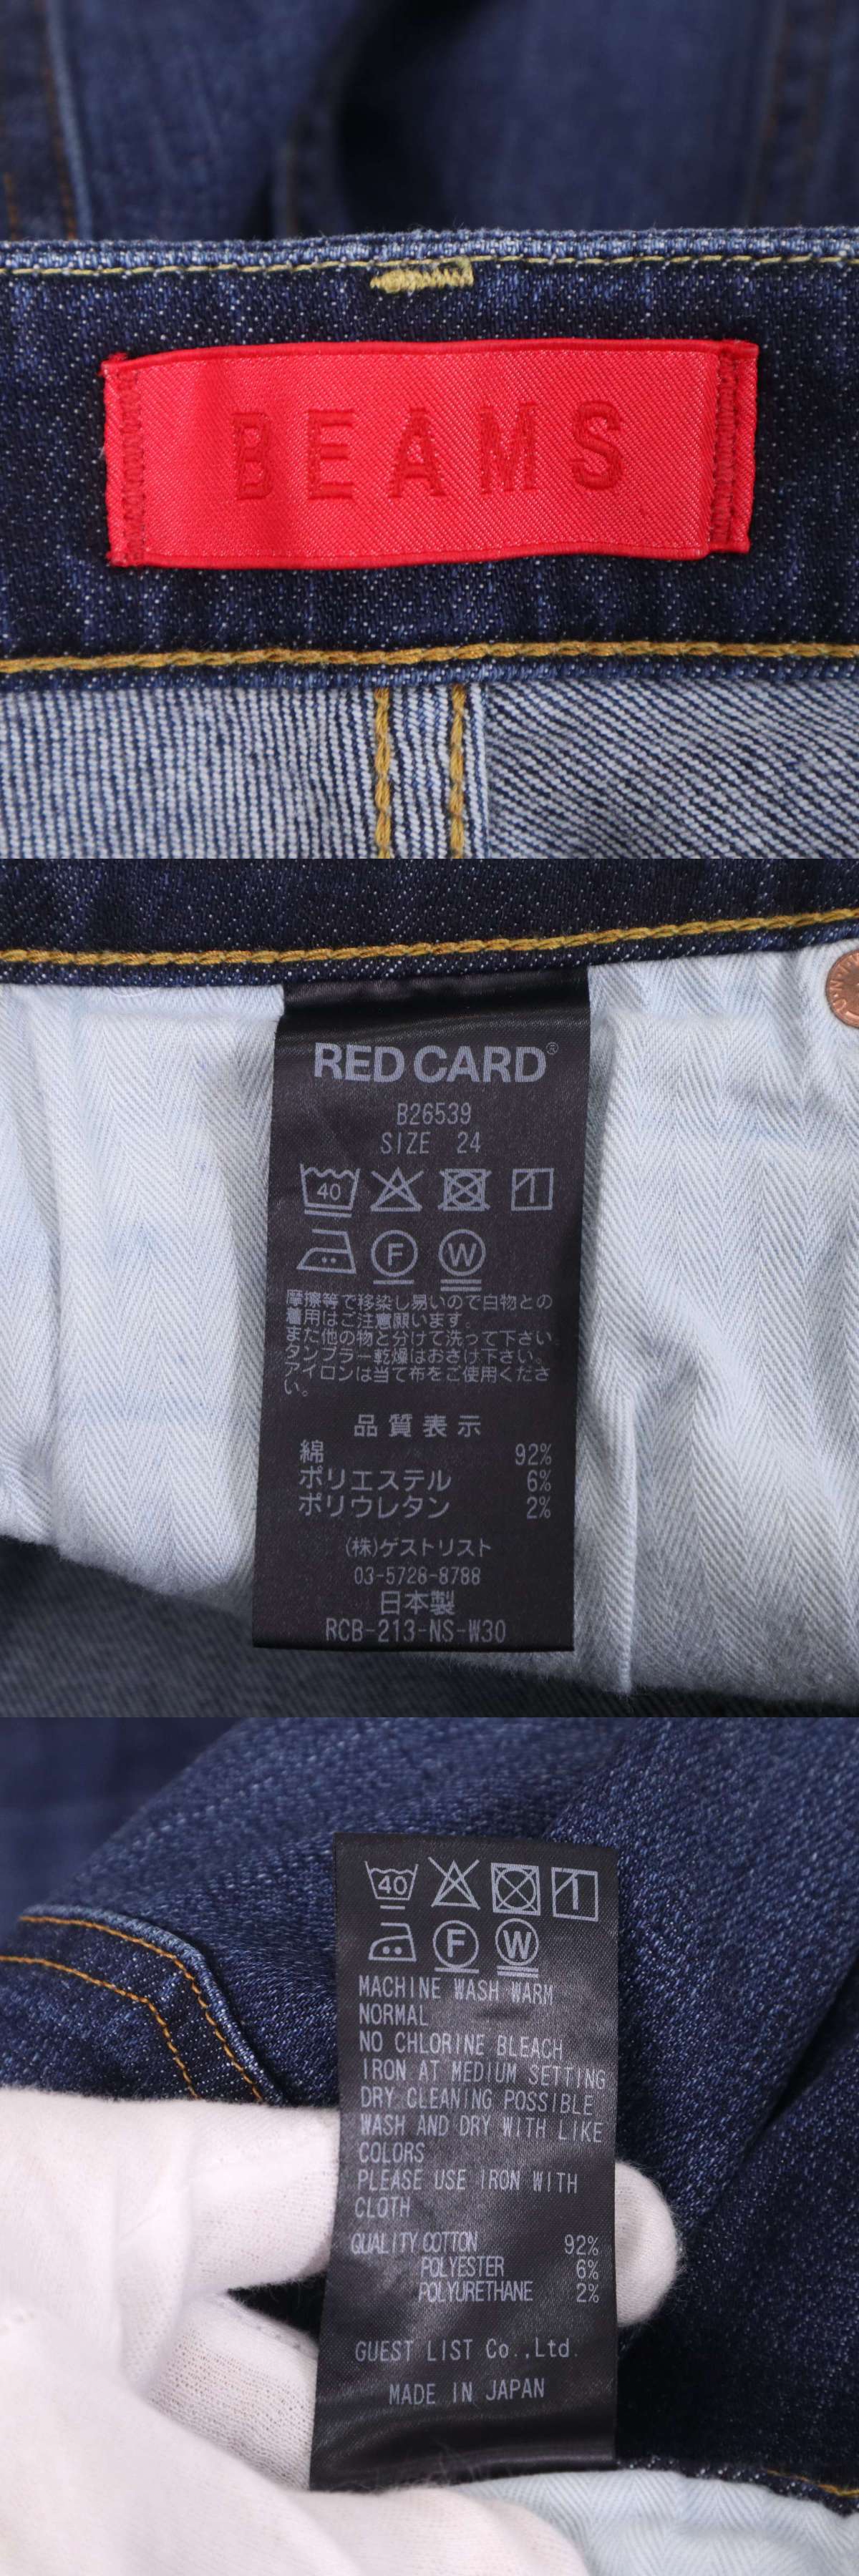 BEAMS
RED CARD®
B26539
SIZE 24
40
F W
摩擦等で移染し易いので白物との
着用はご注意願います。
また他の物と分けて洗って下さい。
タンブラー乾燥はおさけ下さい。
アイロンは当て布をご使用くださ
い。
品質表示
綿 92%
ポリエステル 6%
ポリウレタン 2%
(株)ゲストリスト
03-5728-8788
日本製
RCB-213-NS-W30
40
F W
MACHINE WASH WARM
NORMAL
NO CHLORINE BLEACH
IRON AT MEDIUM SETTING
DRY CLEANING POSSIBLE
WASH AND DRY WITH LIKE
COLORS
PLEASE USE IRON WITH
CLOTH
QUALITY COTTON 92%
POLYESTER 6%
POLYURETHANE 2%
GUEST LIST Co.,Ltd.
MADE IN JAPAN